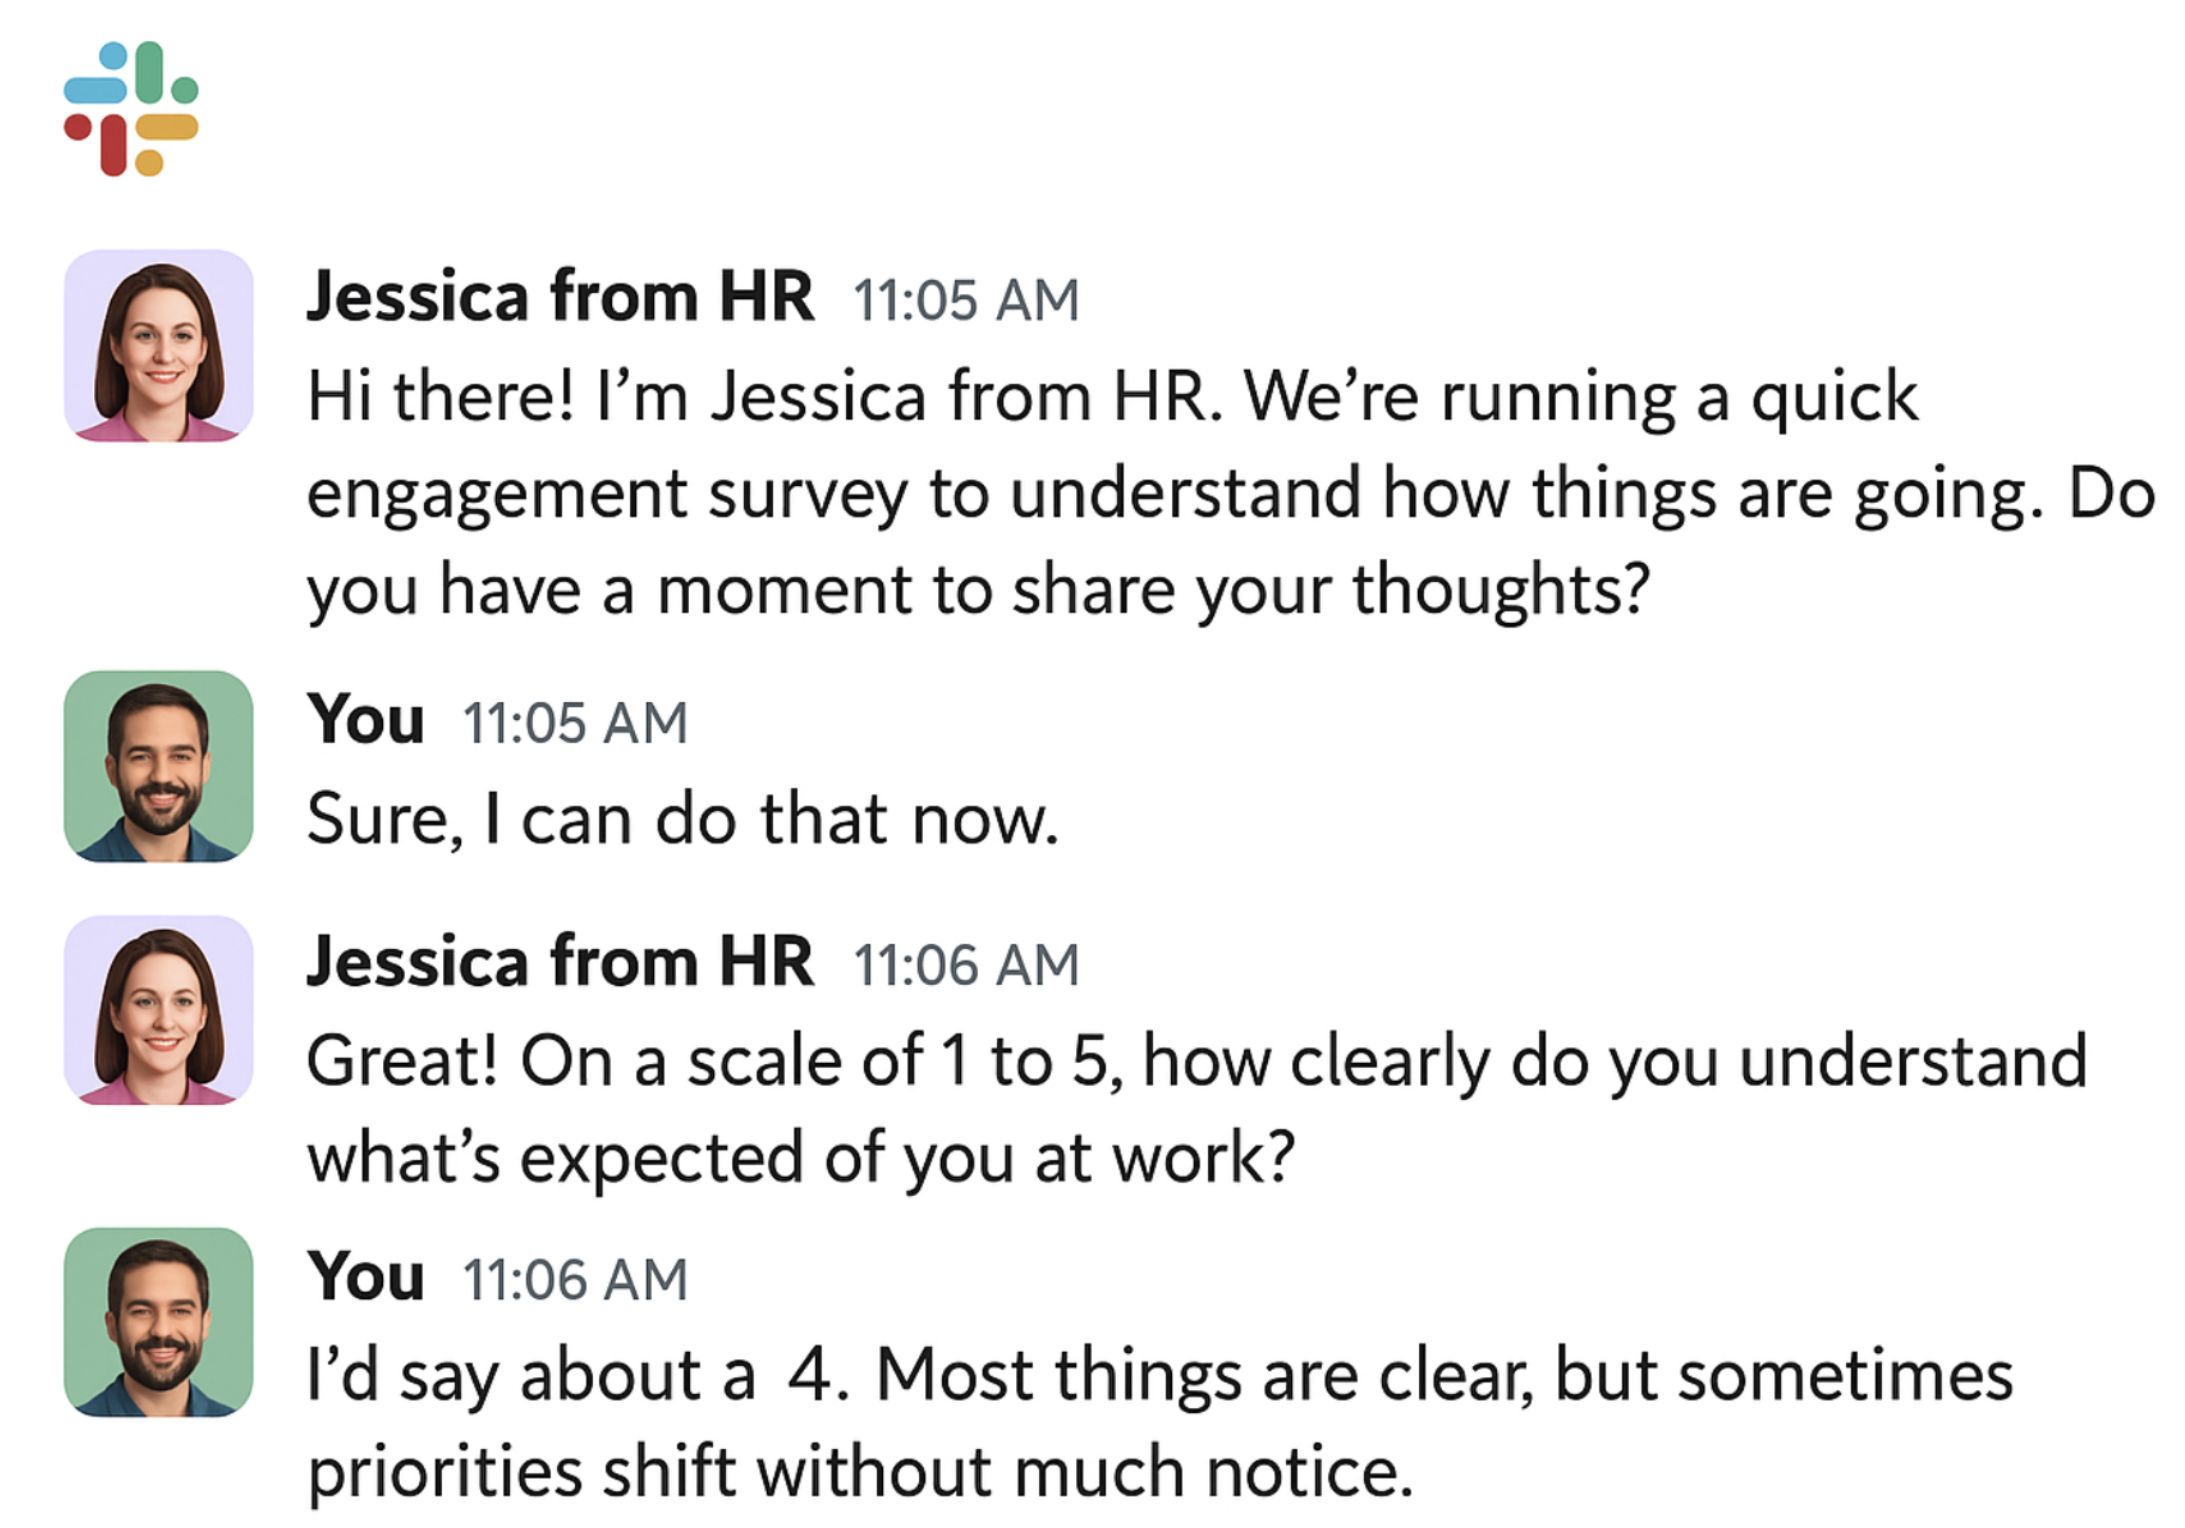 Jessica from HR 11:05 AM
Hi there! I’m Jessica from HR. We’re running a quick
engagement survey to understand how things are going. Do
you have a moment to share your thoughts?
You 11:05 AM
Sure, I can do that now.
Jessica from HR 11:06 AM
Great! On a scale of 1 to 5, how clearly do you understand
what’s expected of you at work?
You 11:06 AM
I’d say about a 4. Most things are clear, but sometimes
priorities shift without much notice.